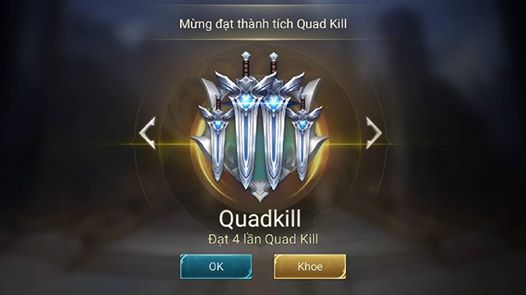 Mừng đạt thành tích Quad Kill
Quadkill
Đạt 4 lần Quad Kill
OK
Khoe